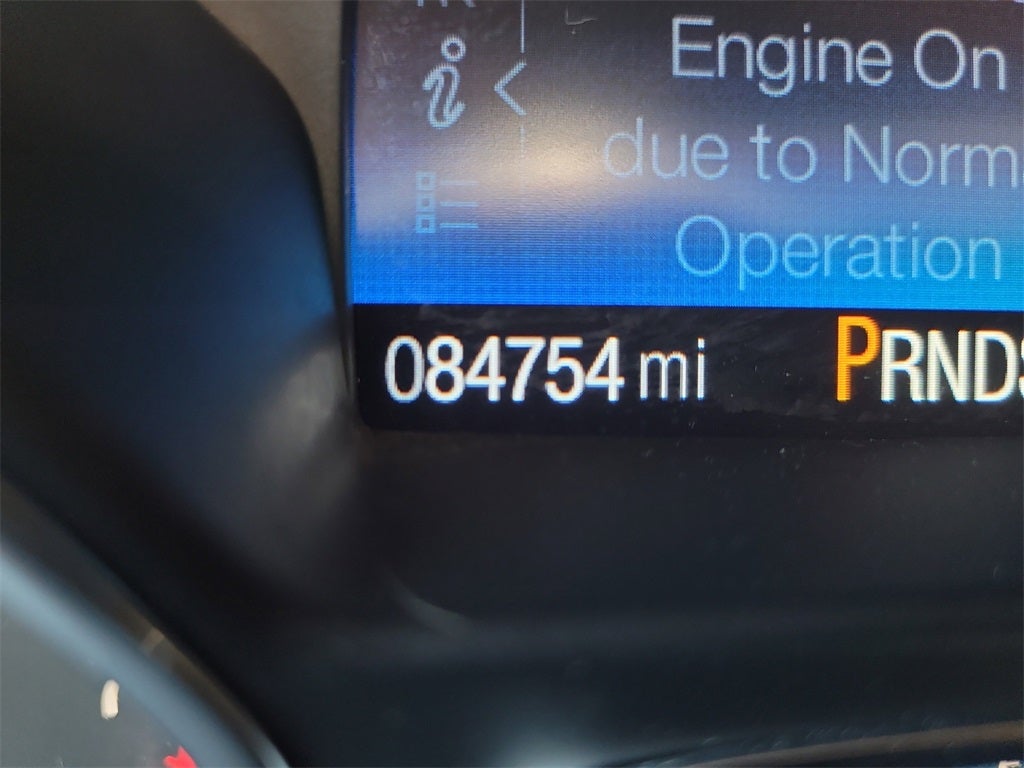 Engine On
due to Norm
Operation
084754 mi PRNDS